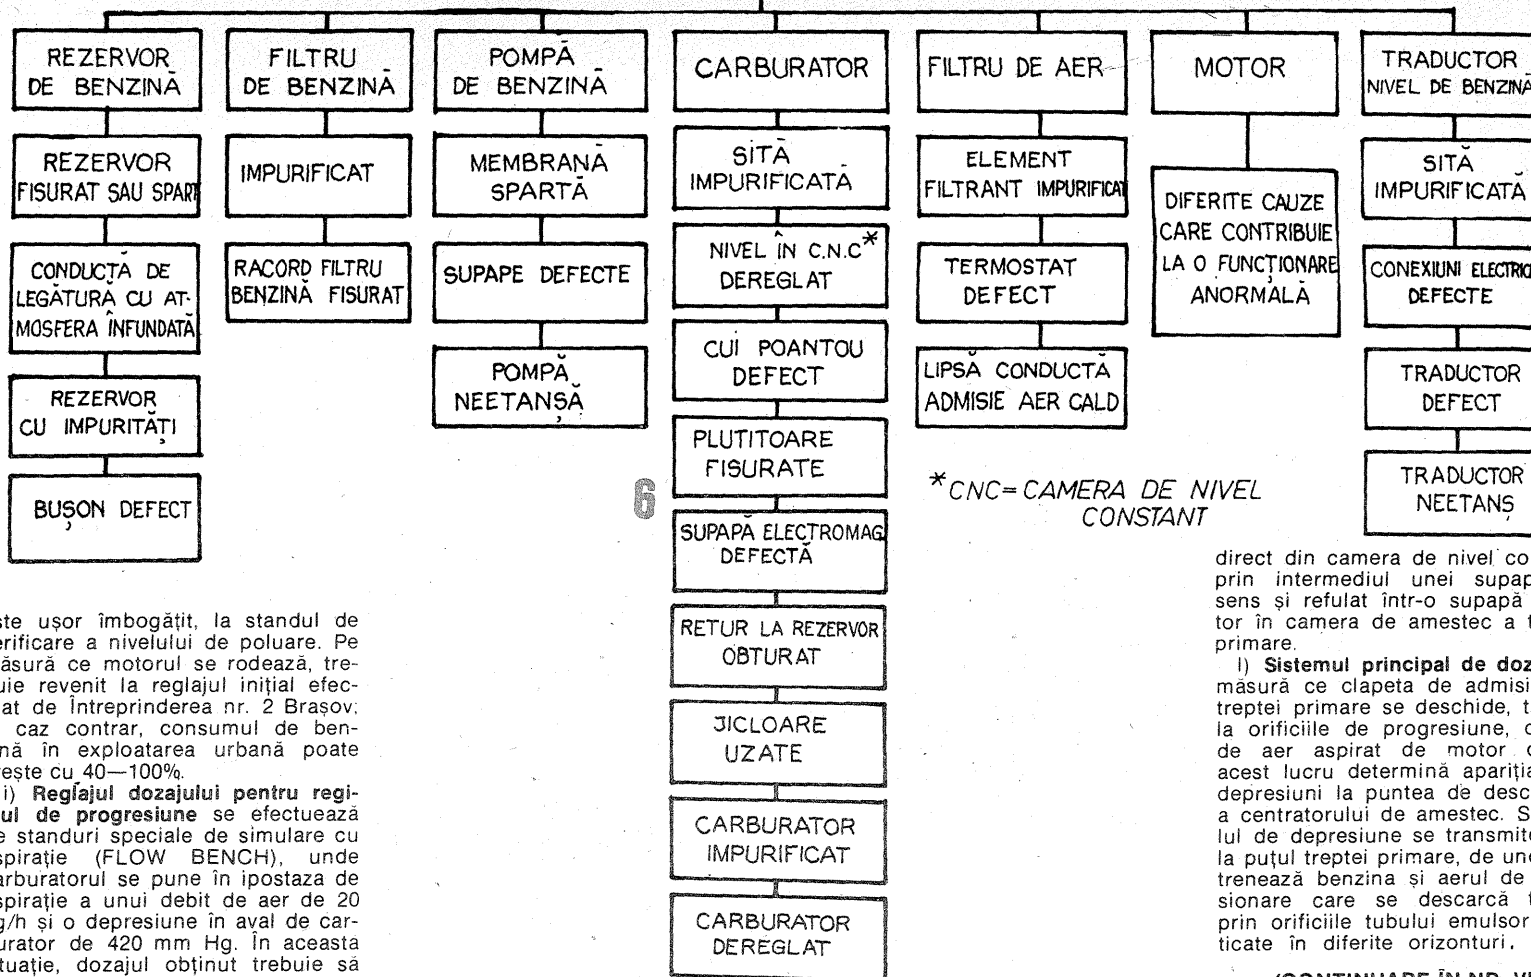 REZERVOR
DE BENZINĂ
REZERVOR
FISURAT SAU SPART
CONDUCTĂ DE
LEGĂTURĂ CU AT-
MOSFERA ÎNFUNDATĂ
REZERVOR
CU IMPURITĂȚI
BUȘON DEFECT
FILTRU
DE BENZINĂ
IMPURIFICAT
RACORD FILTRU
BENZINĂ FISURAT
POMPĂ
DE BENZINĂ
MEMBRANĂ
SPARTĂ
SUPAPE DEFECTE
POMPĂ
NEETANȘĂ
CARBURATOR
SITĂ
IMPURIFICATĂ
NIVEL ÎN C.N.C*
DEREGLAT
CUI POANTOU
DEFECT
PLUTITOARE
FISURATE
SUPAPĂ ELECTROMAG.
DEFECTĂ
RETUR LA REZERVOR
OBTURAT
JICLOARE
UZATE
CARBURATOR
IMPURIFICAT
CARBURATOR
DEREGLAT
FILTRU DE AER
ELEMENT
FILTRANT IMPURIFICAT
TERMOSTAT
DEFECT
LIPSĂ CONDUCTĂ
ADMISIE AER CALD
MOTOR
DIFERITE CAUZE
CARE CONTRIBUIE
LA O FUNCȚIONARE
ANORMALĂ
TRADUCTOR
NIVEL DE BENZINĂ
SITĂ
IMPURIFICATĂ
CONEXIUNI ELECTRICE
DEFECTE
TRADUCTOR
DEFECT
TRADUCTOR
NEETANȘ
*CNC=CAMERA DE NIVEL
CONSTANT
6
ste ușor îmbogățit, la standul de
erificare a nivelului de poluare. Pe
ăsură ce motorul se rodează, tre-
uie revenit la reglajul inițial efec-
at de Întreprinderea nr. 2 Brașov;
caz contrar, consumul de ben-
nă în exploatarea urbană poate
rește cu 40—100%.
i) Reglajul dozajului pentru regi-
ul de progresiune se efectuează
e standuri speciale de simulare cu
spirație (FLOW BENCH), unde
arburatorul se pune în ipostaza de
spirație a unui debit de aer de 20
g/h și o depresiune în aval de car-
urator de 420 mm Hg. În aceasta
tuație, dozajul obținut trebuie să
direct din camera de nivel co
prin intermediul unei supap
sens și refulat într-o supapă
tor în camera de amestec a t
primare.
l) Sistemul principal de doz
măsură ce clapeta de admisi
treptei primare se deschide, t
la orificiile de progresiune, c
de aer aspirat de motor c
acest lucru determină apariția
depresiuni la puntea de desc
a centratorului de amestec. S
lul de depresiune se transmite
la puțul treptei primare, de und
trenează benzina și aerul de
sionare care se descarcă t
prin orificiile tubului emulsor
ticate în diferite orizonturi.